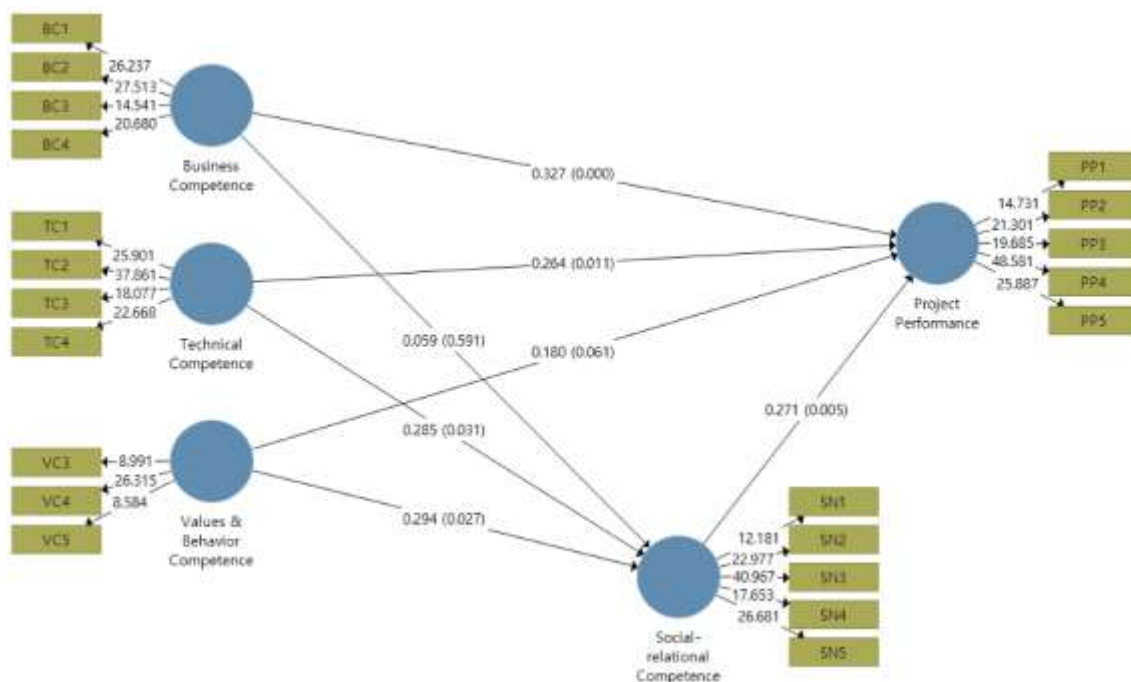 BC1
BC2
BC3
BC4
26.237
27.513
14.541
20.680
Business
Competence
TC1
TC2
TC3
TC4
25.901
37.861
18.077
22.668
Technical
Competence
VC3
VC4
VC5
8.991
26.315
8.584
Values &
Behavior
Competence
0.327 (0.000)
0.264 (0.011)
0.059 (0.591)
0.180 (0.061)
0.285 (0.031)
0.271 (0.005)
0.294 (0.027)
PP1
PP2
PP3
PP4
PP5
14.731
21.301
19.685
48.581
25.887
Project
Performance
SN1
SN2
SN3
SN4
SN5
12.181
22.977
40.967
17.653
26.681
Social-
relational
Competence